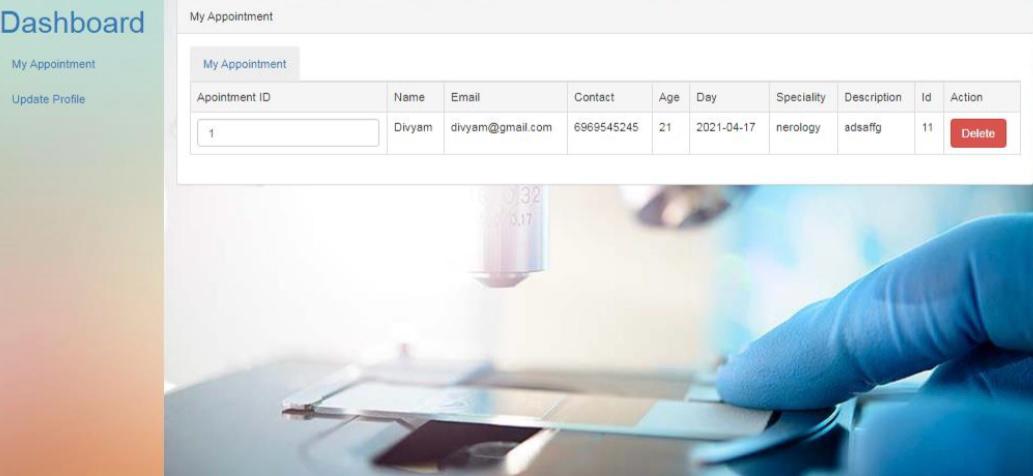 Dashboard
My Appointment
Update Profile
My Appointment
My Appointment
Apointment ID Name Email Contact Age Day Speciality Description Id Action
1 Divyam divyam@gmail.com 6969545245 21 2021-04-17 nerology adsaffg 11 Delete